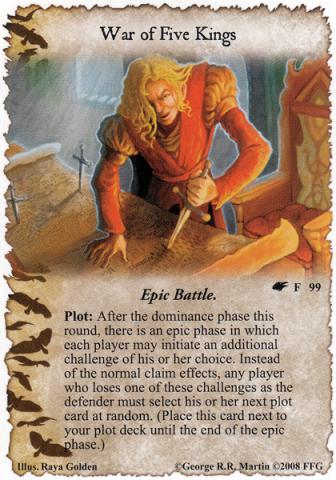 War of Five Kings
Epic Battle.
F 99
Plot: After the dominance phase this
round, there is an epic phase in which
each player may initiate an additional
challenge of his or her choice. Instead
of the normal claim effects, any player
who loses one of these challenges as the
defender must select his or her next plot
card at random. (Place this card next to
your plot deck until the end of the epic
phase.)
Illus. Raya Golden
©George R.R. Martin ©2008 FFG